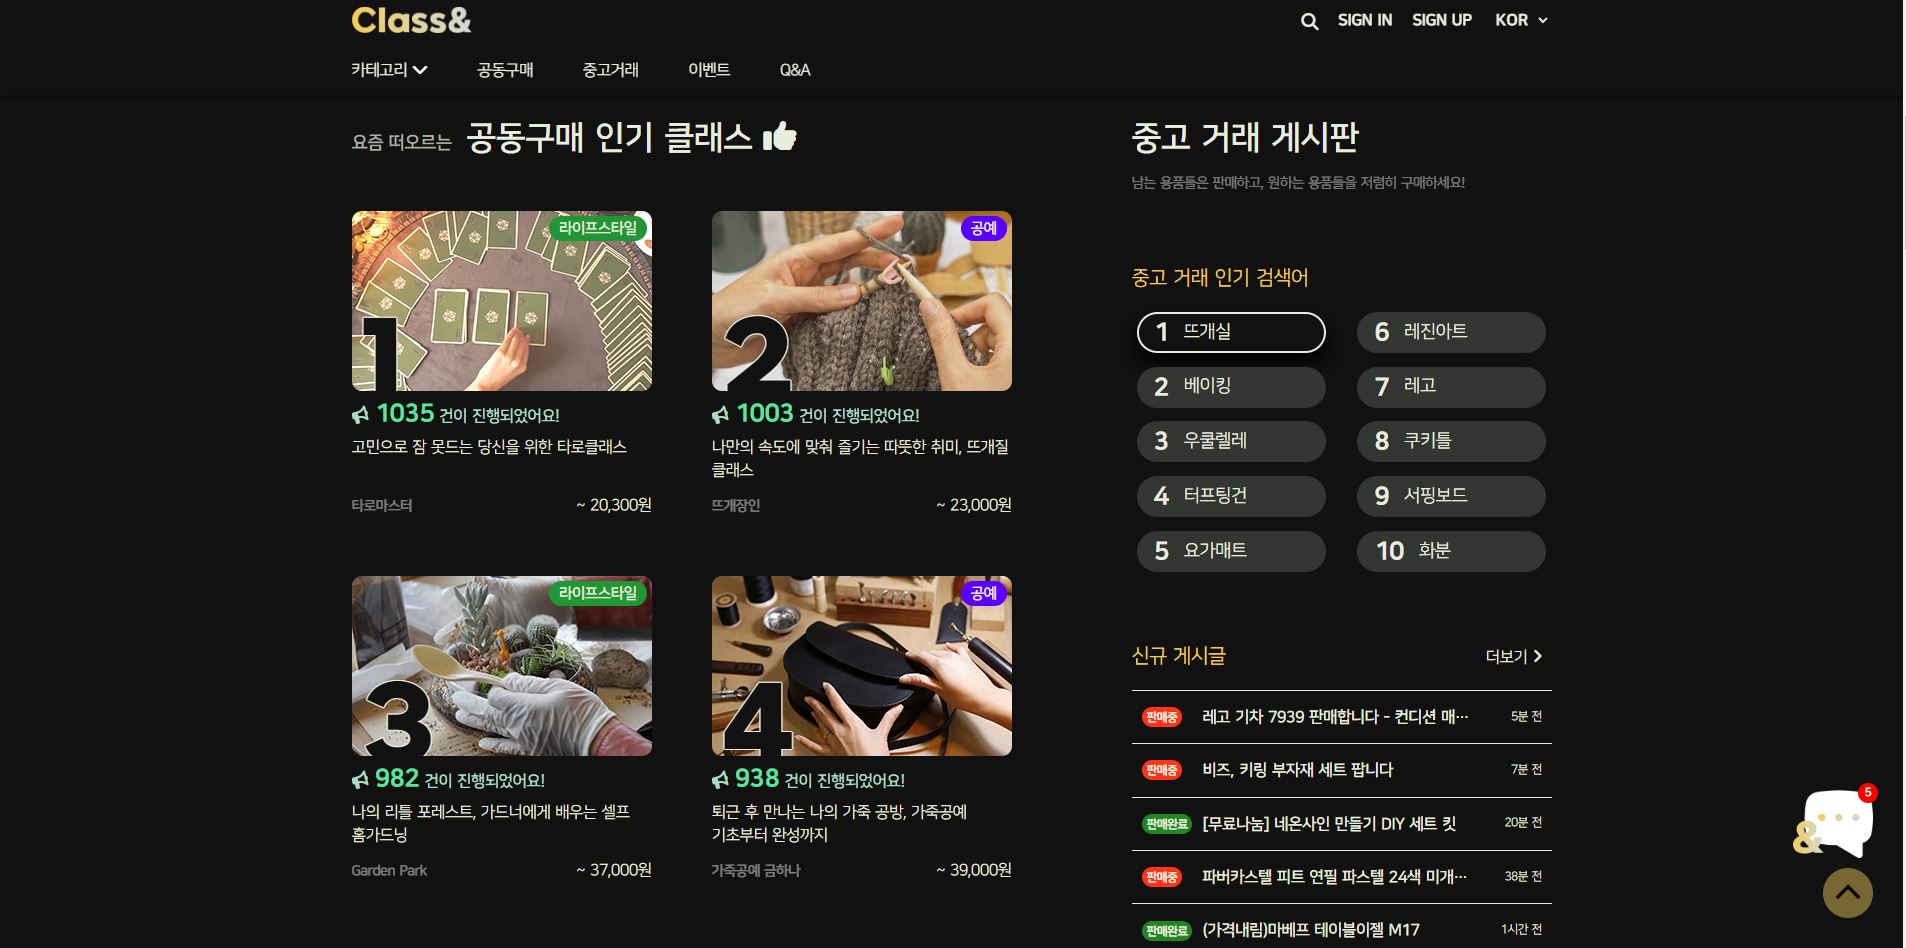 Class&
SIGN IN SIGN UP KOR
카테고리 공동구매 중고거래 이벤트 Q&A
요즘 떠오르는 공동구매 인기 클래스
라이프스타일
1
1035 건이 진행되었어요!
고민으로 잠 못드는 당신을 위한 타로클래스
타로마스터 ~ 20,300원
공예
2
1003 건이 진행되었어요!
나만의 속도에 맞춰 즐기는 따뜻한 취미, 뜨개질
클래스
뜨개장인 ~ 23,000원
라이프스타일
3
982 건이 진행되었어요!
나의 리틀 포레스트, 가드너에게 배우는 셀프
홈가드닝
Garden Park ~ 37,000원
공예
4
938 건이 진행되었어요!
퇴근 후 만나는 나의 가죽 공방, 가죽공예
기초부터 완성까지
가죽공예 금하나 ~ 39,000원
중고 거래 게시판
남는 용품들은 판매하고, 원하는 용품들을 저렴히 구매하세요!
중고 거래 인기 검색어
1 뜨개실
2 베이킹
3 우쿨렐레
4 터프팅건
5 요가매트
6 레진아트
7 레고
8 쿠키틀
9 서핑보드
10 화분
신규 게시글 더보기
판매중 레고 기차 7939 판매합니다 - 컨디션 매… 5분 전
판매중 비즈, 키링 부자재 세트 팝니다 7분 전
판매완료 [무료나눔] 네온사인 만들기 DIY 세트 킷 20분 전
판매중 파버카스텔 피트 연필 파스텔 24색 미개… 38분 전
판매완료 (가격내림)마베프 테이블이젤 M17 1시간 전
5
&